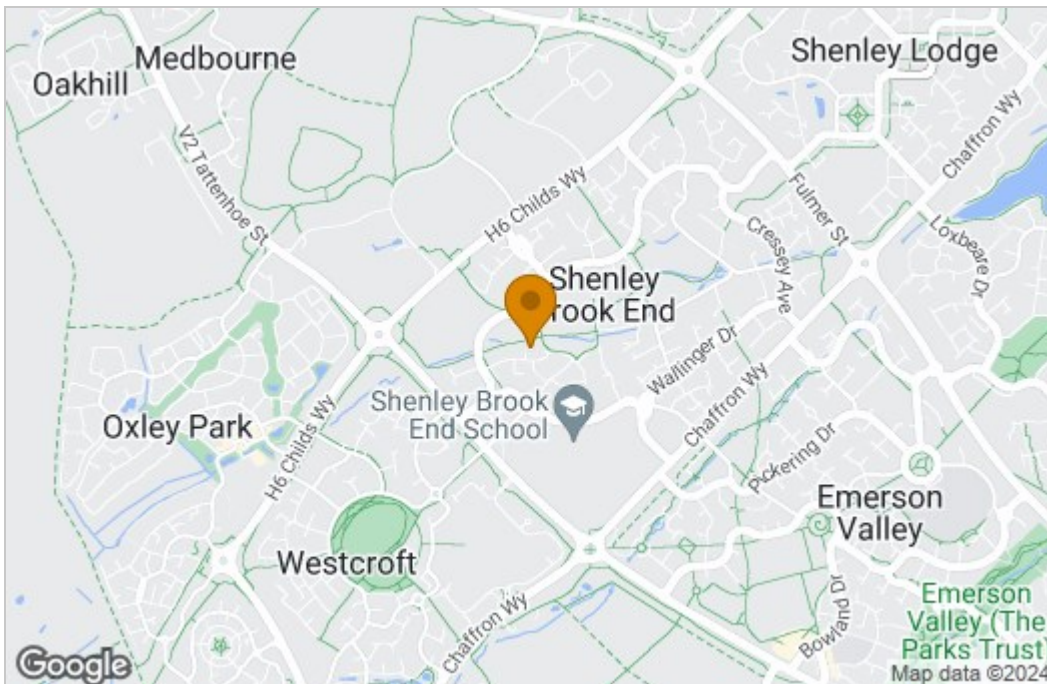 Medbourne
Oakhill
Shenley Lodge
V2 Tattenhoe St
H6 Childs Wy
Fulmer St
Chaffron Wy
Cressey Ave
Loxbeare Dr
Shenley
rook End
Wallinger Dr
Shenley Brook
End School
Chaffron Wy
Oxley Park
H6 Childs Wy
Pickering Dr
Emerson
Valley
Westcroft
Chaffron Wy
Bowland Dr
Emerson
Valley (The
Parks Trust)
Google
Map data ©2024